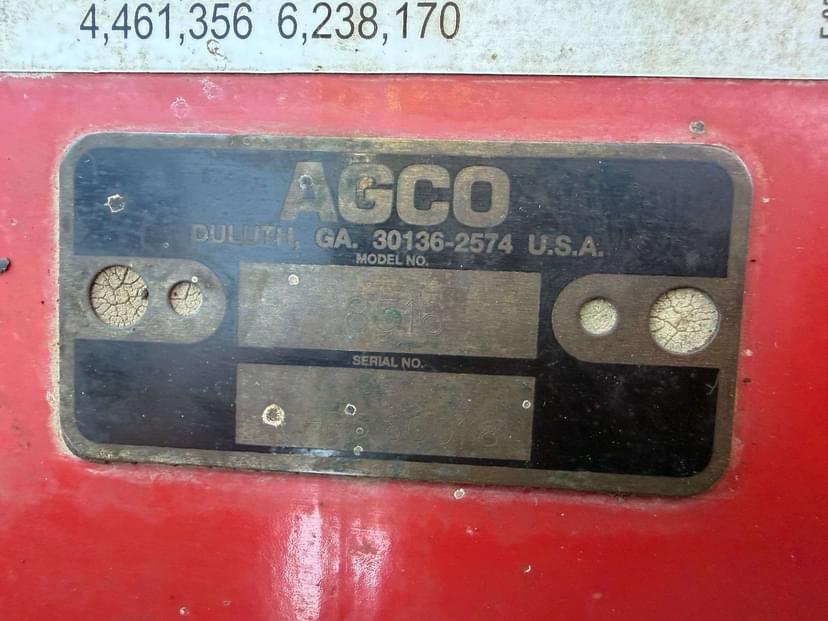 4,461,356 6,238,170
AGCO
DULUTH, GA. 30136-2574 U.S.A.
MODEL NO.
SERIAL NO.